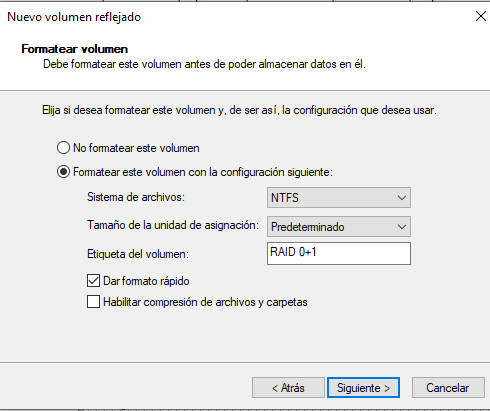 Nuevo volumen reflejado
Formatear volumen
Debe formatear este volumen antes de poder almacenar datos en él.
Elija si desea formatear este volumen y, de ser así, la configuración que desea usar.
No formatear este volumen
Formatear este volumen con la configuración siguiente:
Sistema de archivos: NTFS
Tamaño de la unidad de asignación: Predeterminado
Etiqueta del volumen: RAID 0+1
Dar formato rápido
Habilitar compresión de archivos y carpetas
< Atrás Siguiente > Cancelar